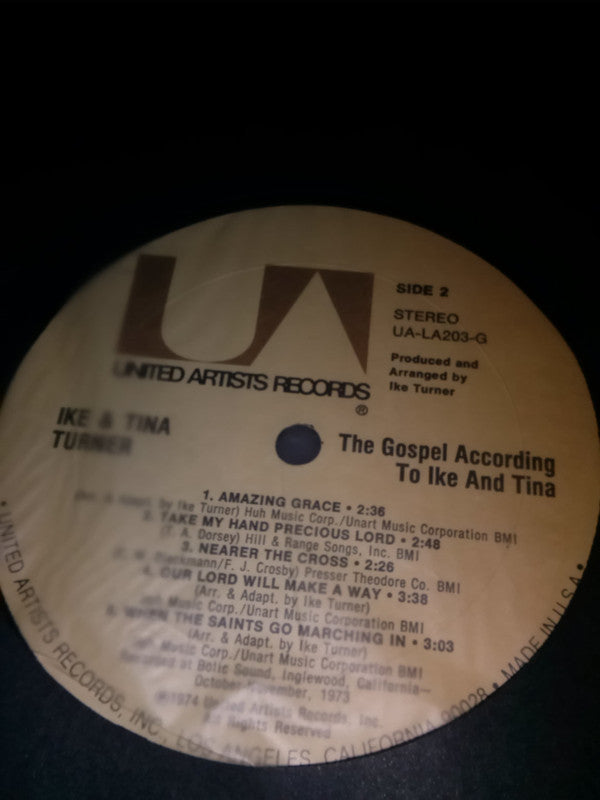 UA
UNITED ARTISTS RECORDS
®
SIDE 2
STEREO
UA-LA203-G
Produced and
Arranged by
Ike Turner
IKE & TINA
TURNER
The Gospel According
To Ike And Tina
1. AMAZING GRACE • 2:36
(Arr. & Adapt. by Ike Turner) Huh Music Corp./Unart Music Corporation BMI
2. TAKE MY HAND PRECIOUS LORD • 2:48
(T. A. Dorsey) Hill & Range Songs, Inc. BMI
3. NEARER THE CROSS • 2:26
Mackmann/F. J. Crosby) Presser Theodore Co. BMI
4. OUR LORD WILL MAKE A WAY • 3:38
(Arr. & Adapt. by Ike Turner)
Huh Music Corp./Unart Music Corporation BMI
5. WHEN THE SAINTS GO MARCHING IN • 3:03
(Arr. & Adapt. by Ike Turner)
Huh Music Corp./Unart Music Corporation BMI
Recorded at Bolic Sound, Inglewood, California—
October-November, 1973
℗1974 United Artists Records, Inc.
All Rights Reserved
• UNITED ARTISTS RECORDS, INC., LOS ANGELES, CALIFORNIA 90028 • MADE IN U.S.A. •